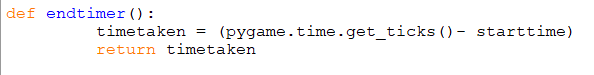 def endtimer():
        timetaken = (pygame.time.get_ticks()- starttime)
        return timetaken